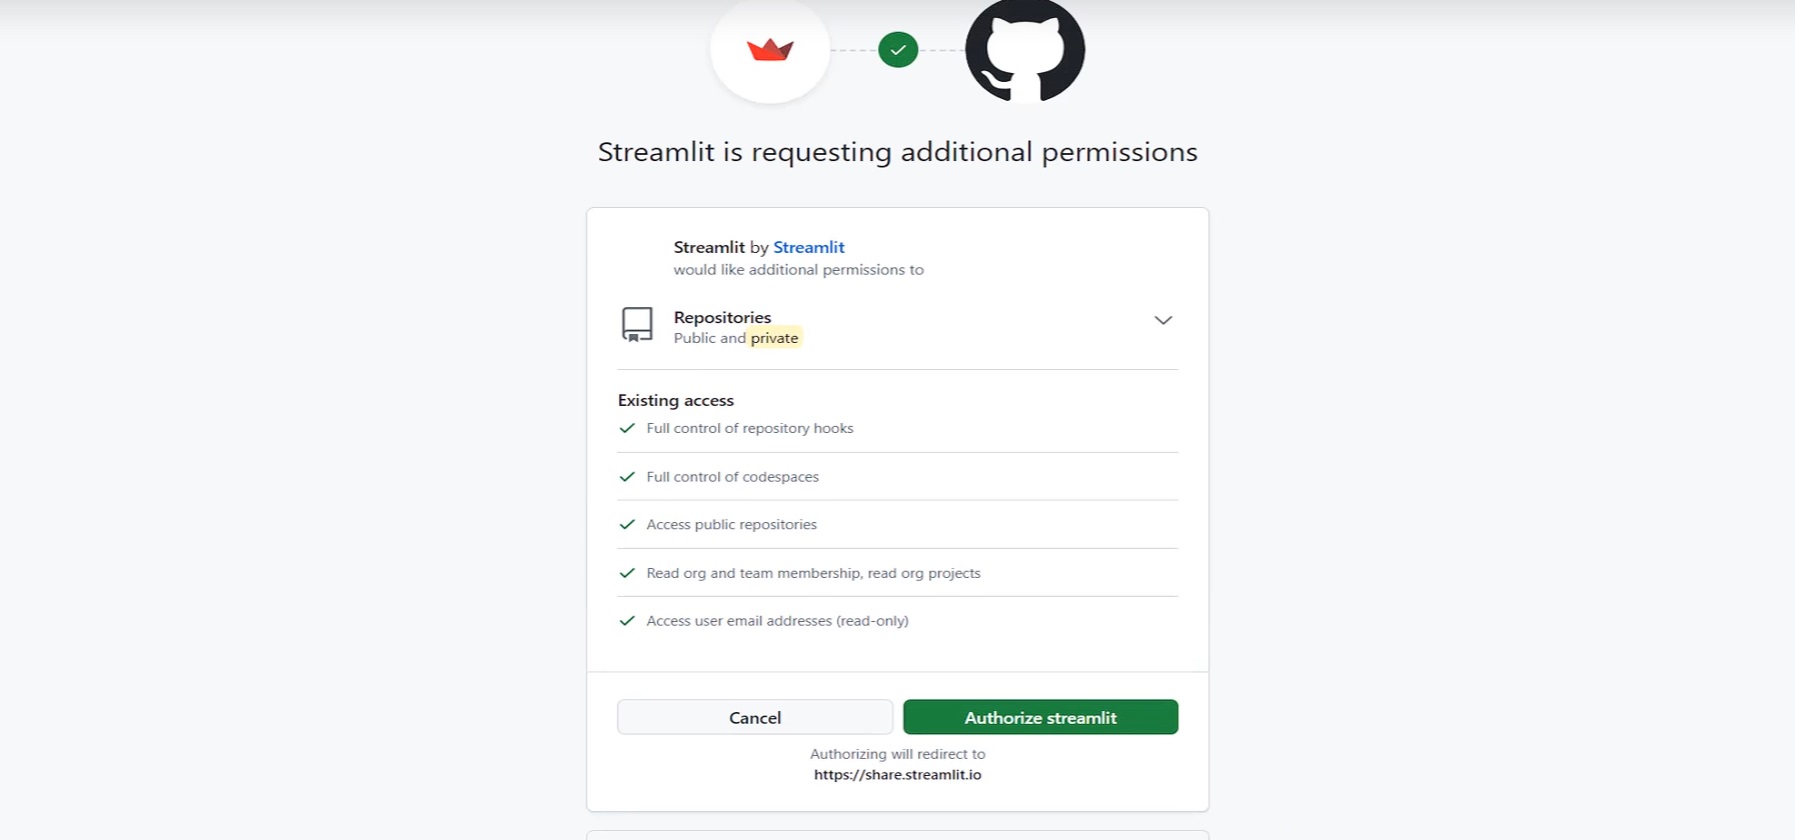 Streamlit is requesting additional permissions
Streamlit by Streamlit
would like additional permissions to
Repositories
Public and private
Existing access
Full control of repository hooks
Full control of codespaces
Access public repositories
Read org and team membership, read org projects
Access user email addresses (read-only)
Cancel
Authorize streamlit
Authorizing will redirect to
https://share.streamlit.io